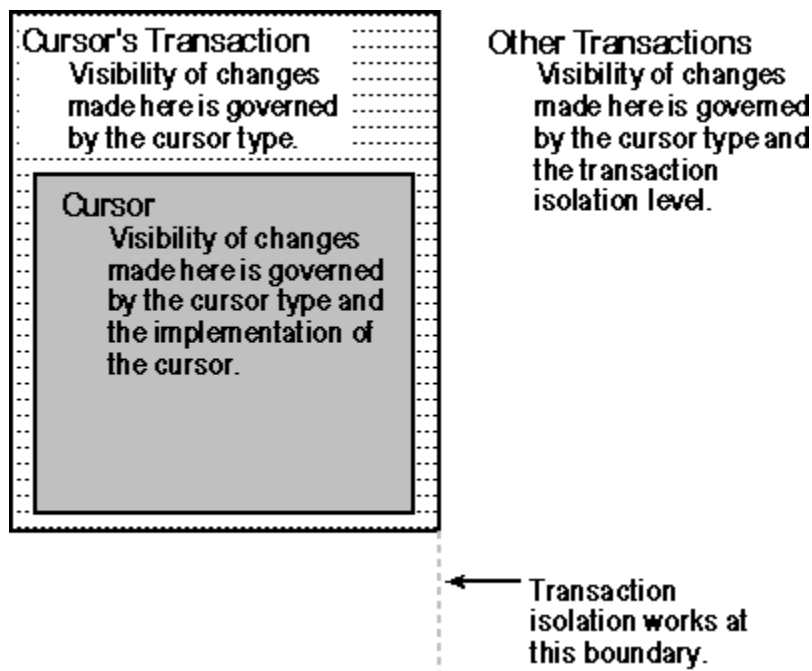 Cursor's Transaction
Visibility of changes
made here is governed
by the cursor type.
Cursor
Visibility of changes
made here is governed
by the cursor type and
the implementation of
the cursor.
Other Transactions
Visibility of changes
made here is governed
by the cursor type and
the transaction
isolation level.
Transaction
isolation works at
this boundary.